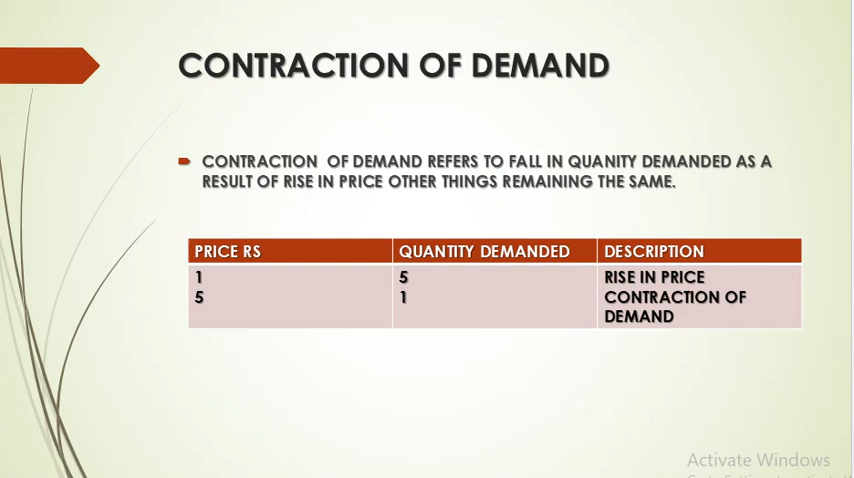 CONTRACTION OF DEMAND
CONTRACTION OF DEMAND REFERS TO FALL IN QUANITY DEMANDED AS A
RESULT OF RISE IN PRICE OTHER THINGS REMAINING THE SAME.
PRICE RS QUANTITY DEMANDED DESCRIPTION
1 5 RISE IN PRICE
5 1 CONTRACTION OF
DEMAND
Activate Windows